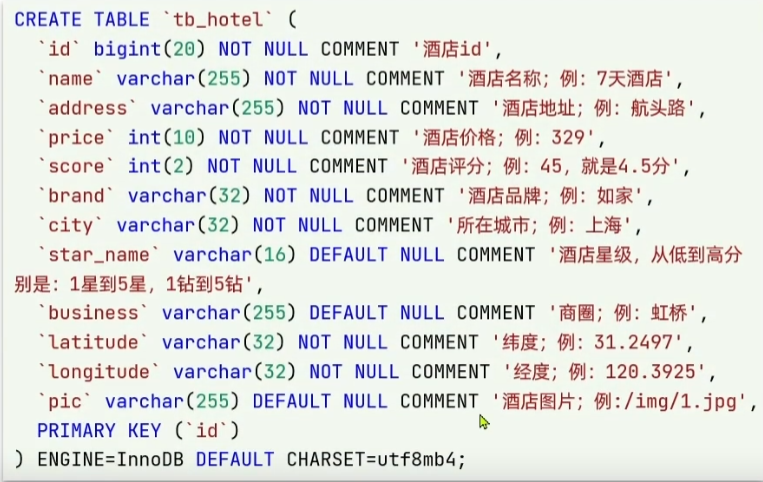 CREATE TABLE `tb_hotel` (
  `id` bigint(20) NOT NULL COMMENT '酒店id',
  `name` varchar(255) NOT NULL COMMENT '酒店名称；例：7天酒店',
  `address` varchar(255) NOT NULL COMMENT '酒店地址；例：航头路',
  `price` int(10) NOT NULL COMMENT '酒店价格；例：329',
  `score` int(2) NOT NULL COMMENT '酒店评分；例：45，就是4.5分',
  `brand` varchar(32) NOT NULL COMMENT '酒店品牌；例：如家',
  `city` varchar(32) NOT NULL COMMENT '所在城市；例：上海',
  `star_name` varchar(16) DEFAULT NULL COMMENT '酒店星级，从低到高分
别是：1星到5星，1钻到5钻',
  `business` varchar(255) DEFAULT NULL COMMENT '商圈；例：虹桥',
  `latitude` varchar(32) NOT NULL COMMENT '纬度；例：31.2497',
  `longitude` varchar(32) NOT NULL COMMENT '经度；例：120.3925',
  `pic` varchar(255) DEFAULT NULL COMMENT '酒店图片；例:/img/1.jpg',
  PRIMARY KEY (`id`)
) ENGINE=InnoDB DEFAULT CHARSET=utf8mb4;